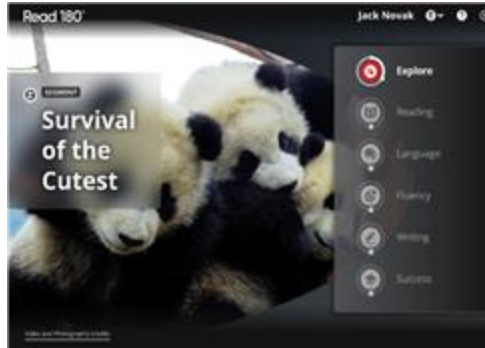 Read 180
Jack Novak
SEGMENT
Survival
of the
Cutest
Explore
Reading
Language
Fluency
Writing
Success
Video and Photography Credits